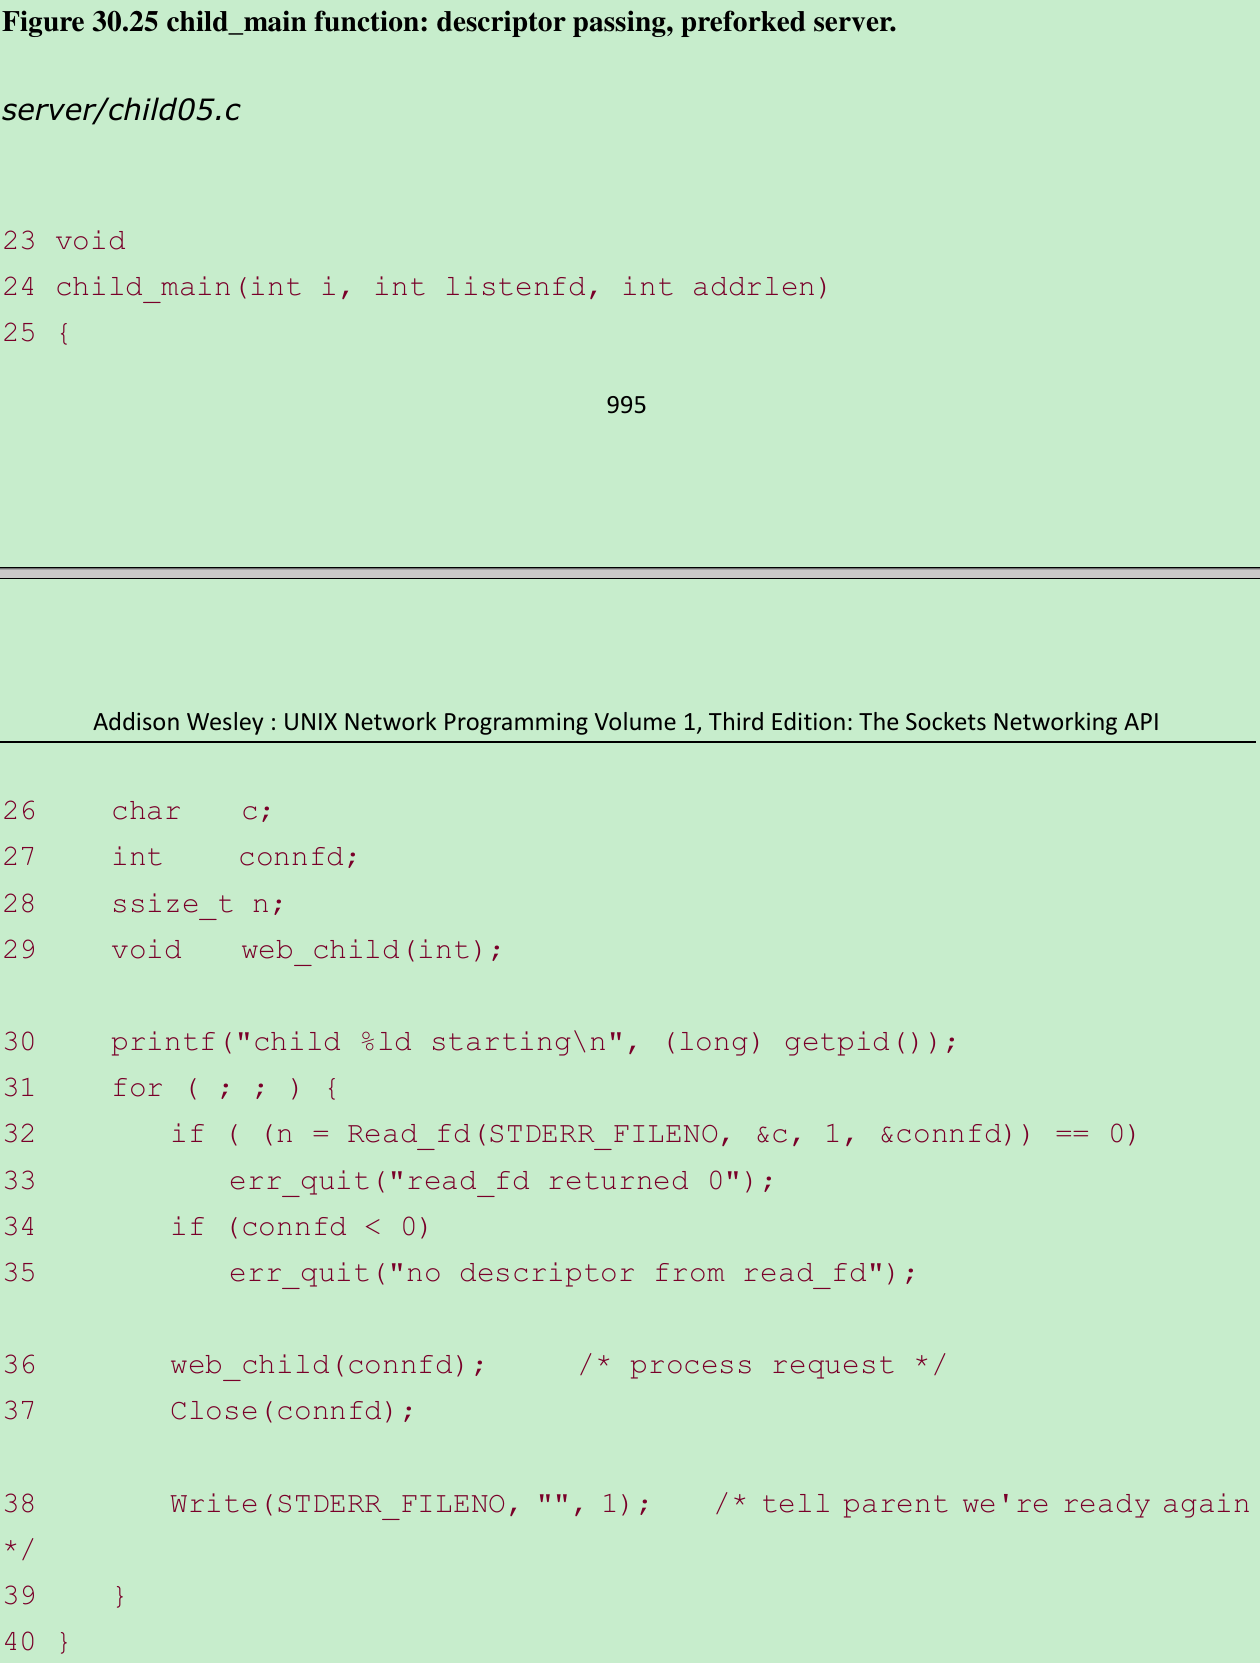 Figure 30.25 child_main function: descriptor passing, preforked server.
server/child05.c
23 void
24 child_main(int i, int listenfd, int addrlen)
25 {
995
Addison Wesley : UNIX Network Programming Volume 1, Third Edition: The Sockets Networking API
26 char c;
27 int connfd;
28 ssize_t n;
29 void web_child(int);
30 printf("child %ld starting\n", (long) getpid());
31 for ( ; ; ) {
32 if ( (n = Read_fd(STDERR_FILENO, &c, 1, &connfd)) == 0)
33 err_quit("read_fd returned 0");
34 if (connfd < 0)
35 err_quit("no descriptor from read_fd");
36 web_child(connfd); /* process request */
37 Close(connfd);
38 Write(STDERR_FILENO, "", 1); /* tell parent we're ready again
*/
39 }
40 }